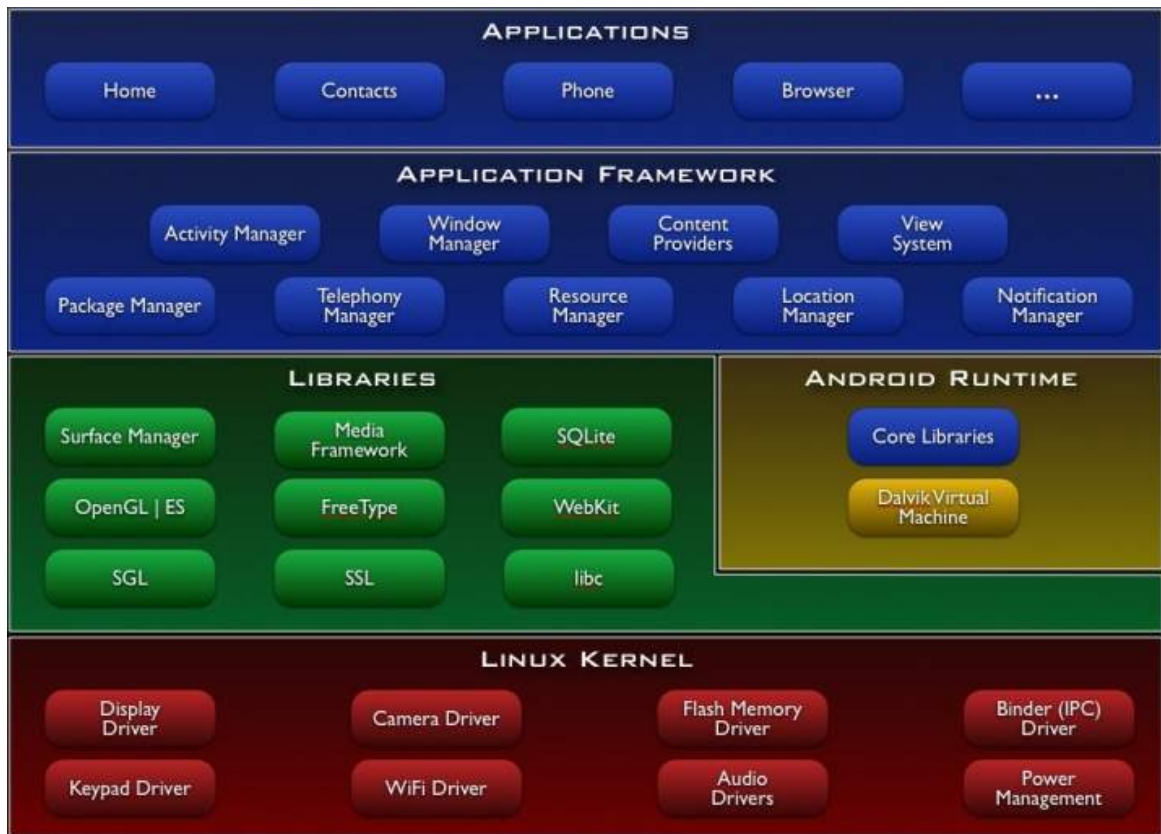 APPLICATIONS
Home
Contacts
Phone
Browser
...
APPLICATION FRAMEWORK
Activity Manager
Window
Manager
Content
Providers
View
System
Package Manager
Telephony
Manager
Resource
Manager
Location
Manager
Notification
Manager
LIBRARIES
Surface Manager
Media
Framework
SQLite
OpenGL | ES
FreeType
WebKit
SGL
SSL
libc
ANDROID RUNTIME
Core Libraries
Dalvik Virtual
Machine
LINUX KERNEL
Display
Driver
Camera Driver
Flash Memory
Driver
Binder (IPC)
Driver
Keypad Driver
WiFi Driver
Audio
Drivers
Power
Management